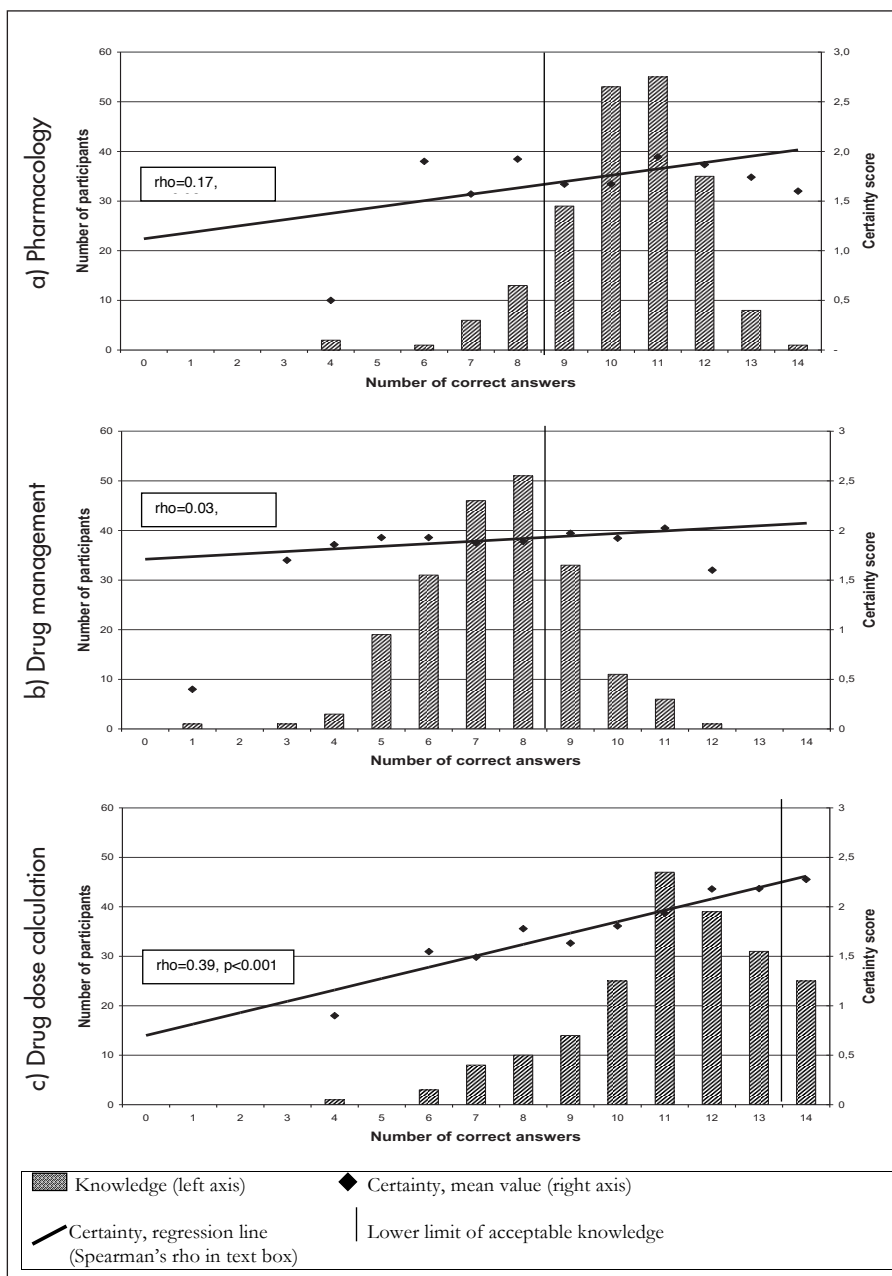 a) Pharmacology
Number of participants
60
50
40
30
20
10
0
rho=0.17,
3,0
2,5
2,0
1,5
1,0
0,5
-
Certainty score
0 1 2 3 4 5 6 7 8 9 10 11 12 13 14
Number of correct answers
b) Drug management
Number of participants
60
50
40
30
20
10
0
rho=0.03,
3
2,5
2
1,5
1
0,5
0
Certainty score
0 1 2 3 4 5 6 7 8 9 10 11 12 13 14
Number of correct answers
c) Drug dose calculation
Number of participants
60
50
40
30
20
10
0
rho=0.39, p<0.001
3
2,5
2
1,5
1
0,5
0
Certainty score
0 1 2 3 4 5 6 7 8 9 10 11 12 13 14
Number of correct answers
Knowledge (left axis)
Certainty, mean value (right axis)
Certainty, regression line
(Spearman's rho in text box)
Lower limit of acceptable knowledge